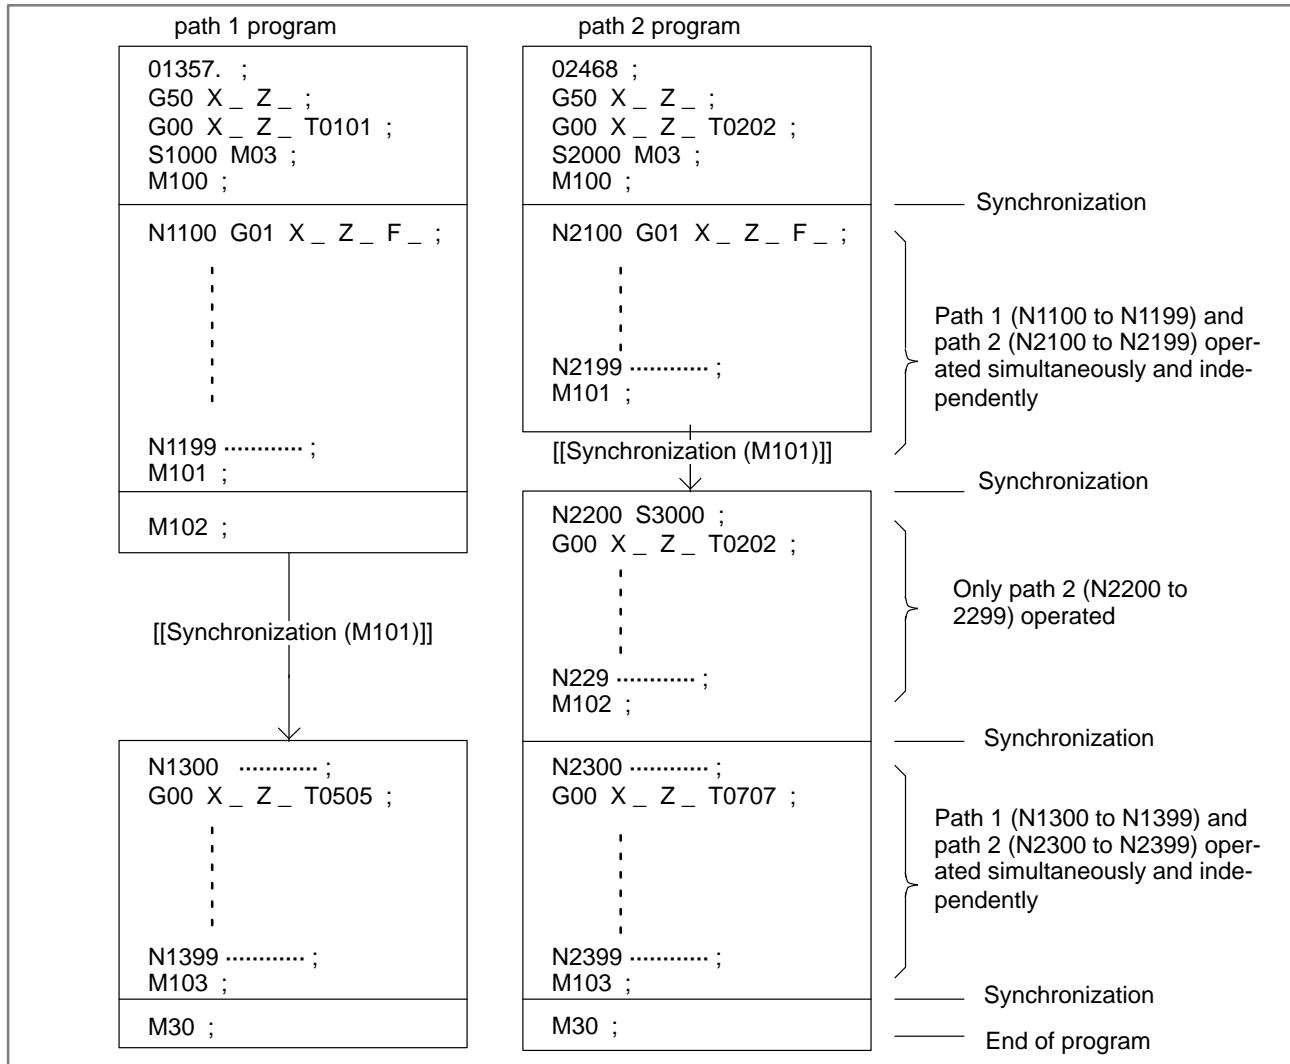 path 1 program
01357. ;
G50 X _ Z _ ;
G00 X _ Z _ T0101 ;
S1000 M03 ;
M100 ;
N1100 G01 X _ Z _ F _ ;
N1199 ············ ;
M101 ;
M102 ;
[[Synchronization (M101)]]
N1300 ············ ;
G00 X _ Z _ T0505 ;
N1399 ············ ;
M103 ;
M30 ;
path 2 program
02468 ;
G50 X _ Z _ ;
G00 X _ Z _ T0202 ;
S2000 M03 ;
M100 ;
N2100 G01 X _ Z _ F _ ;
N2199 ············ ;
M101 ;
[[Synchronization (M101)]]
N2200 S3000 ;
G00 X _ Z _ T0202 ;
N229 ············ ;
M102 ;
N2300 ············ ;
G00 X _ Z _ T0707 ;
N2399 ············ ;
M103 ;
M30 ;
Synchronization
Path 1 (N1100 to N1199) and
path 2 (N2100 to N2199) oper-
ated simultaneously and inde-
pendently
Synchronization
Only path 2 (N2200 to
2299) operated
Synchronization
Path 1 (N1300 to N1399) and
path 2 (N2300 to N2399) oper-
ated simultaneously and inde-
pendently
Synchronization
End of program